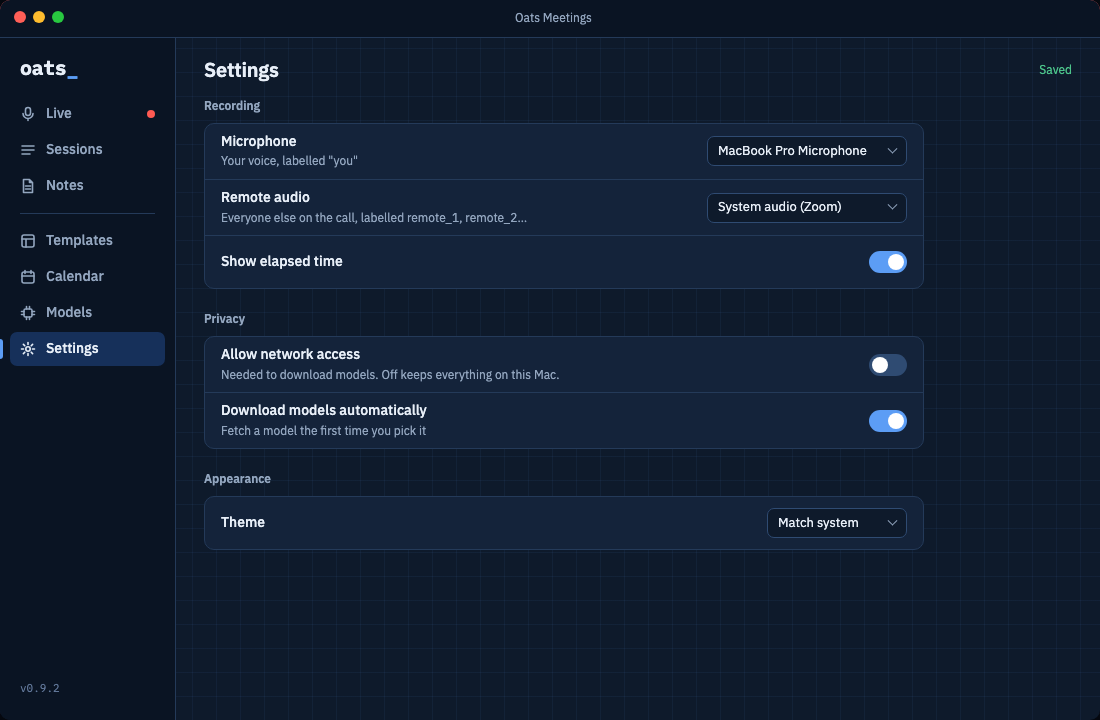 Oats Meetings
oats_
Live
Sessions
Notes
Templates
Calendar
Models
Settings
v0.9.2
Settings
Saved
Recording
Microphone
Your voice, labelled "you"
MacBook Pro Microphone
Remote audio
Everyone else on the call, labelled remote_1, remote_2...
System audio (Zoom)
Show elapsed time
Privacy
Allow network access
Needed to download models. Off keeps everything on this Mac.
Download models automatically
Fetch a model the first time you pick it
Appearance
Theme
Match system